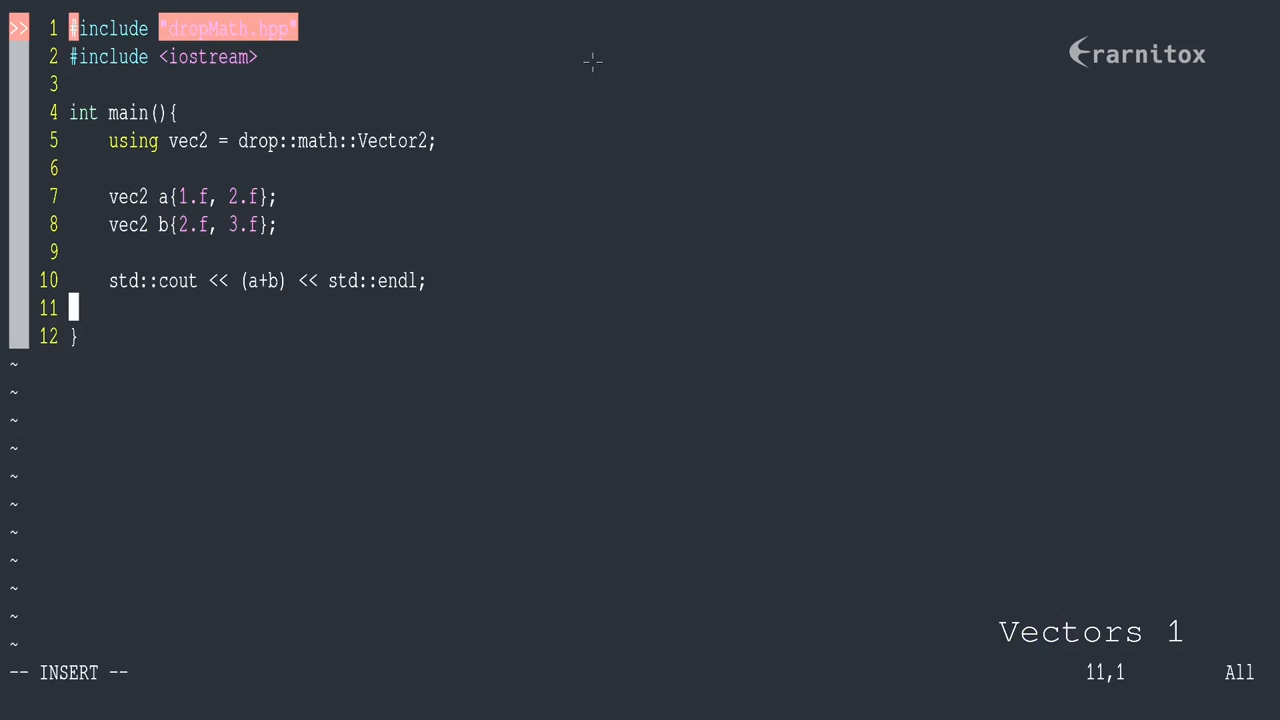 >> 1 #include "dropMath.hpp"
2 #include <iostream>
3
4 int main(){
5     using vec2 = drop::math::Vector2;
6
7     vec2 a{1.f, 2.f};
8     vec2 b{2.f, 3.f};
9
10     std::cout << (a+b) << std::endl;
11
12 }
~
~
~
~
~
~
~
~
~
~
~
rarnitox
Vectors 1
-- INSERT -- 11,1 All